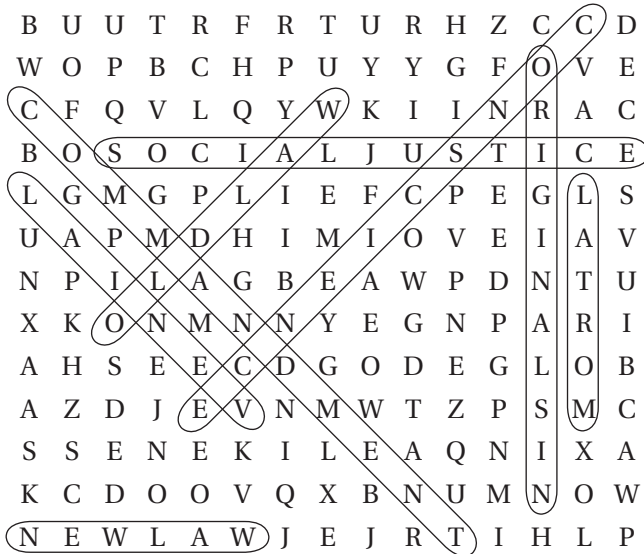 B U U T R F R T U R H Z C C D
W O P B C H P U Y Y G F O V E
C F Q V L Q Y W K I I N R A C
B O S O C I A L J U S T I C E
L G M G P L I E F C P E G L S
U A P M D H I M I O V E I A V
N P I L A G B E A W P D N T U
X K O N M N N Y E G N P A R I
A H S E E C D G O D E G L O B
A Z D J E V N M W T Z P S M C
S S E N E K I L E A Q N I X A
K C D O O V Q X B N U M N O W
N E W L A W J E J R T I H L P